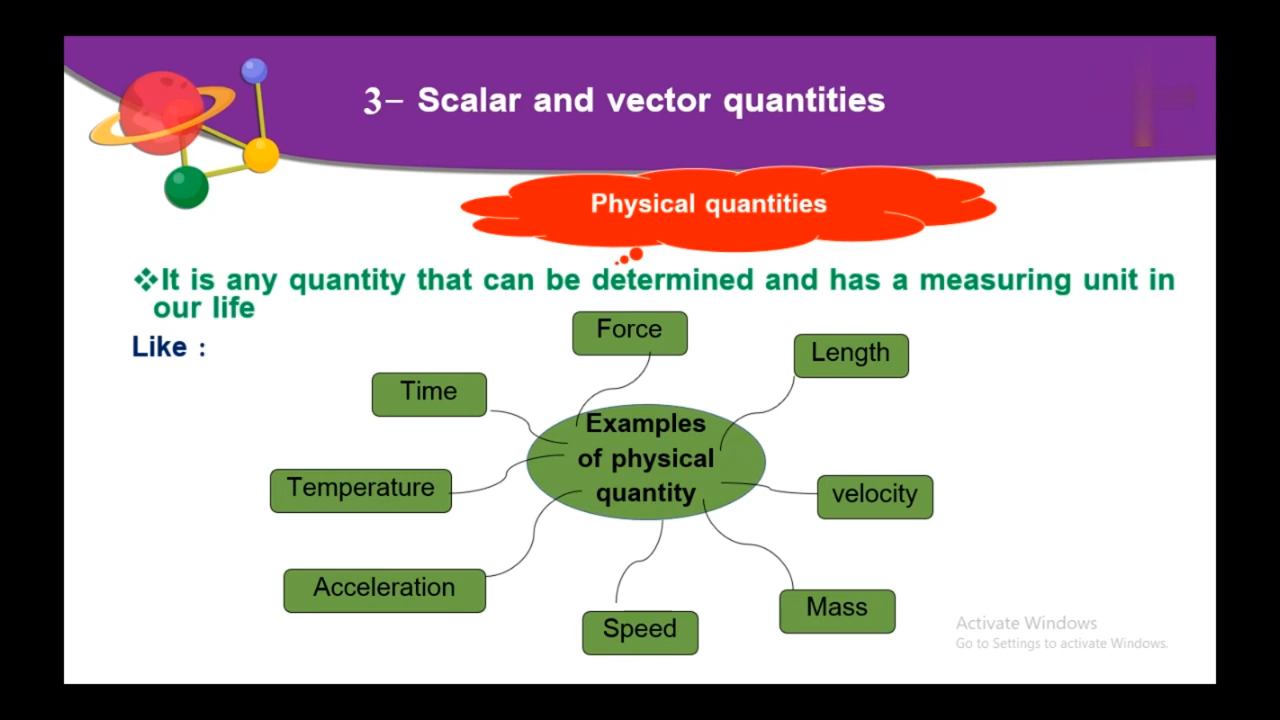 3- Scalar and vector quantities
Physical quantities
❖It is any quantity that can be determined and has a measuring unit in
our life
Like :
Force
Length
Time
Examples
of physical
quantity
Temperature
velocity
Acceleration
Mass
Speed
Activate Windows
Go to Settings to activate Windows.